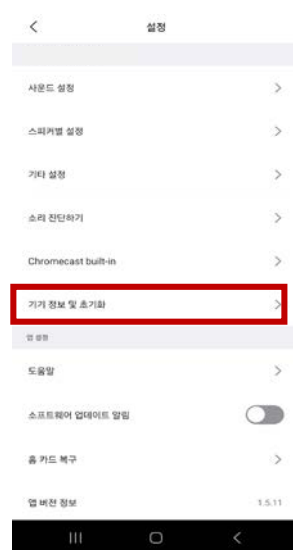 설정
사운드 설정
스피커별 설정
기타 설정
소리 진단하기
Chromecast built-in
기기 정보 및 초기화
앱 설정
도움말
소프트웨어 업데이트 알림
홈 카드 복구
앱 버전 정보 1.5.11